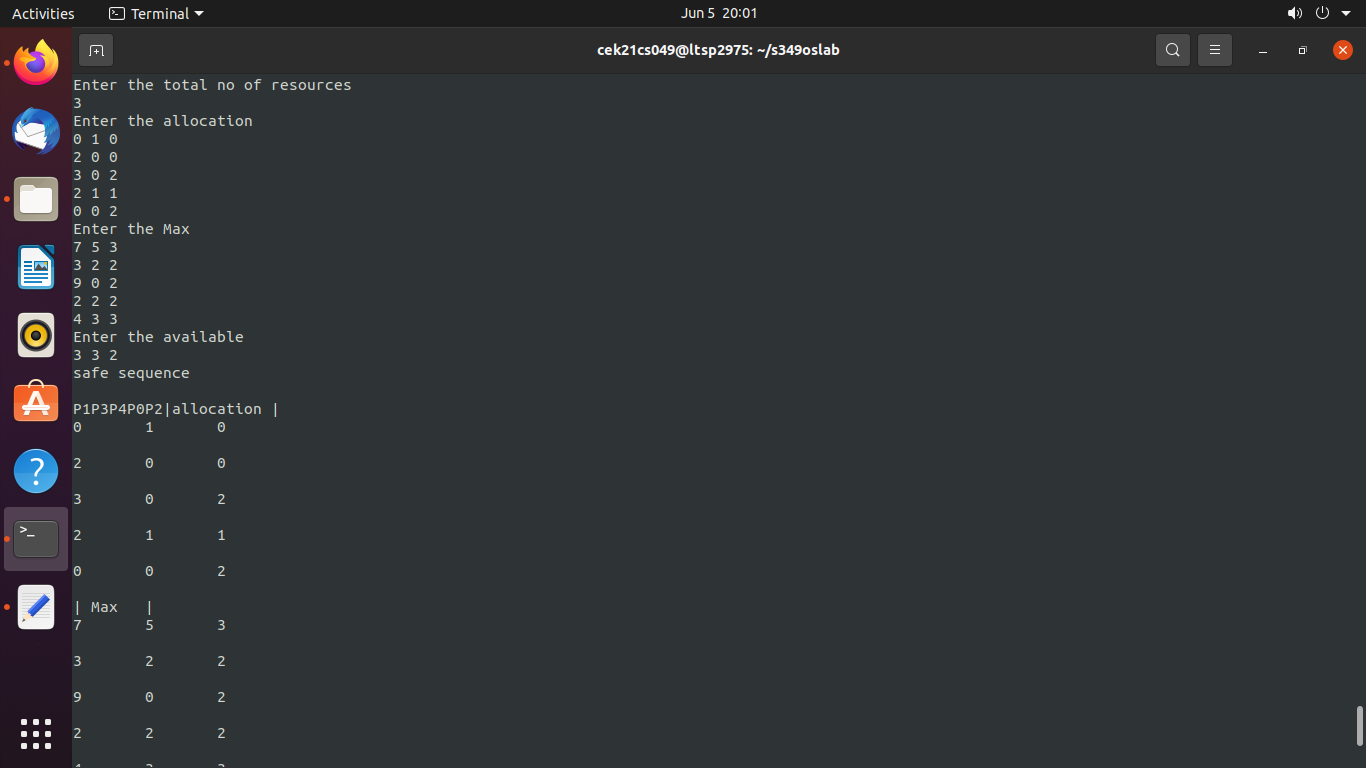 Activities Terminal Jun 5 20:01
cek21cs049@ltsp2975: ~/s349oslab
Enter the total no of resources
3
Enter the allocation
0 1 0
2 0 0
3 0 2
2 1 1
0 0 2
Enter the Max
7 5 3
3 2 2
9 0 2
2 2 2
4 3 3
Enter the available
3 3 2
safe sequence
P1P3P4P0P2|allocation |
0 1 0
2 0 0
3 0 2
2 1 1
0 0 2
| Max |
7 5 3
3 2 2
9 0 2
2 2 2